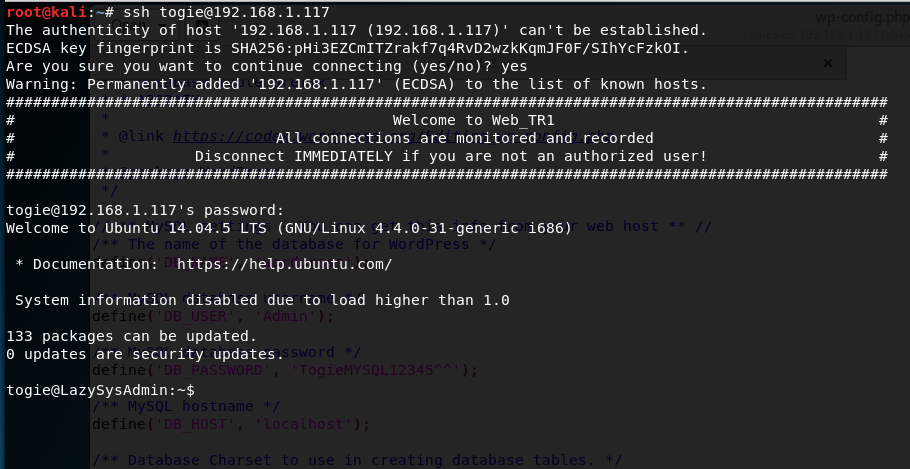 root@kali:~# ssh togie@192.168.1.117
The authenticity of host '192.168.1.117 (192.168.1.117)' can't be established.
ECDSA key fingerprint is SHA256:pHi3EZCmITZrakf7q4RvD2wzkKqmJF0F/SIhYcFzkOI.
Are you sure you want to continue connecting (yes/no)? yes
Warning: Permanently added '192.168.1.117' (ECDSA) to the list of known hosts.
##################################################################################################
# Welcome to Web_TR1 #
# All connections are monitored and recorded #
# Disconnect IMMEDIATELY if you are not an authorized user! #
##################################################################################################
togie@192.168.1.117's password:
Welcome to Ubuntu 14.04.5 LTS (GNU/Linux 4.4.0-31-generic i686)
* Documentation:  https://help.ubuntu.com/
System information disabled due to load higher than 1.0
133 packages can be updated.
0 updates are security updates.
togie@LazySysAdmin:~$
wp-config.php
*
* @link
*
*/
web host ** //
/** The name of the database for WordPress */
define('DB_USER', 'Admin');
password */
define('DB_PASSWORD', 'TogieMYSQL12345^^');
/** MySQL hostname */
define('DB_HOST', 'localhost');
/** Database Charset to use in creating database tables. */